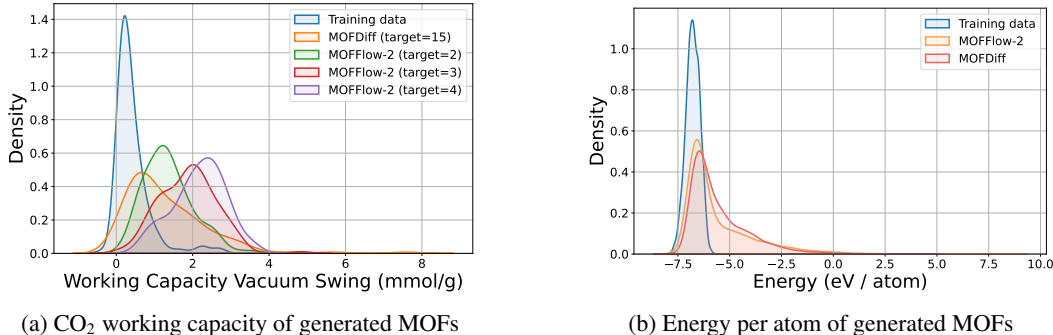 Training data
MOFDiff (target=15)
MOFFlow-2 (target=2)
MOFFlow-2 (target=3)
MOFFlow-2 (target=4)
1.4
1.2
1.0
0.8
0.6
0.4
0.2
0.0
Density
0
2
4
6
8
Working Capacity Vacuum Swing (mmol/g)
(a) CO₂ working capacity of generated MOFs
Training data
MOFFlow-2
MOFDiff
1.0
0.8
0.6
0.4
0.2
0.0
Density
−7.5
−5.0
−2.5
0.0
2.5
5.0
7.5
10.0
Energy (eV / atom)
(b) Energy per atom of generated MOFs